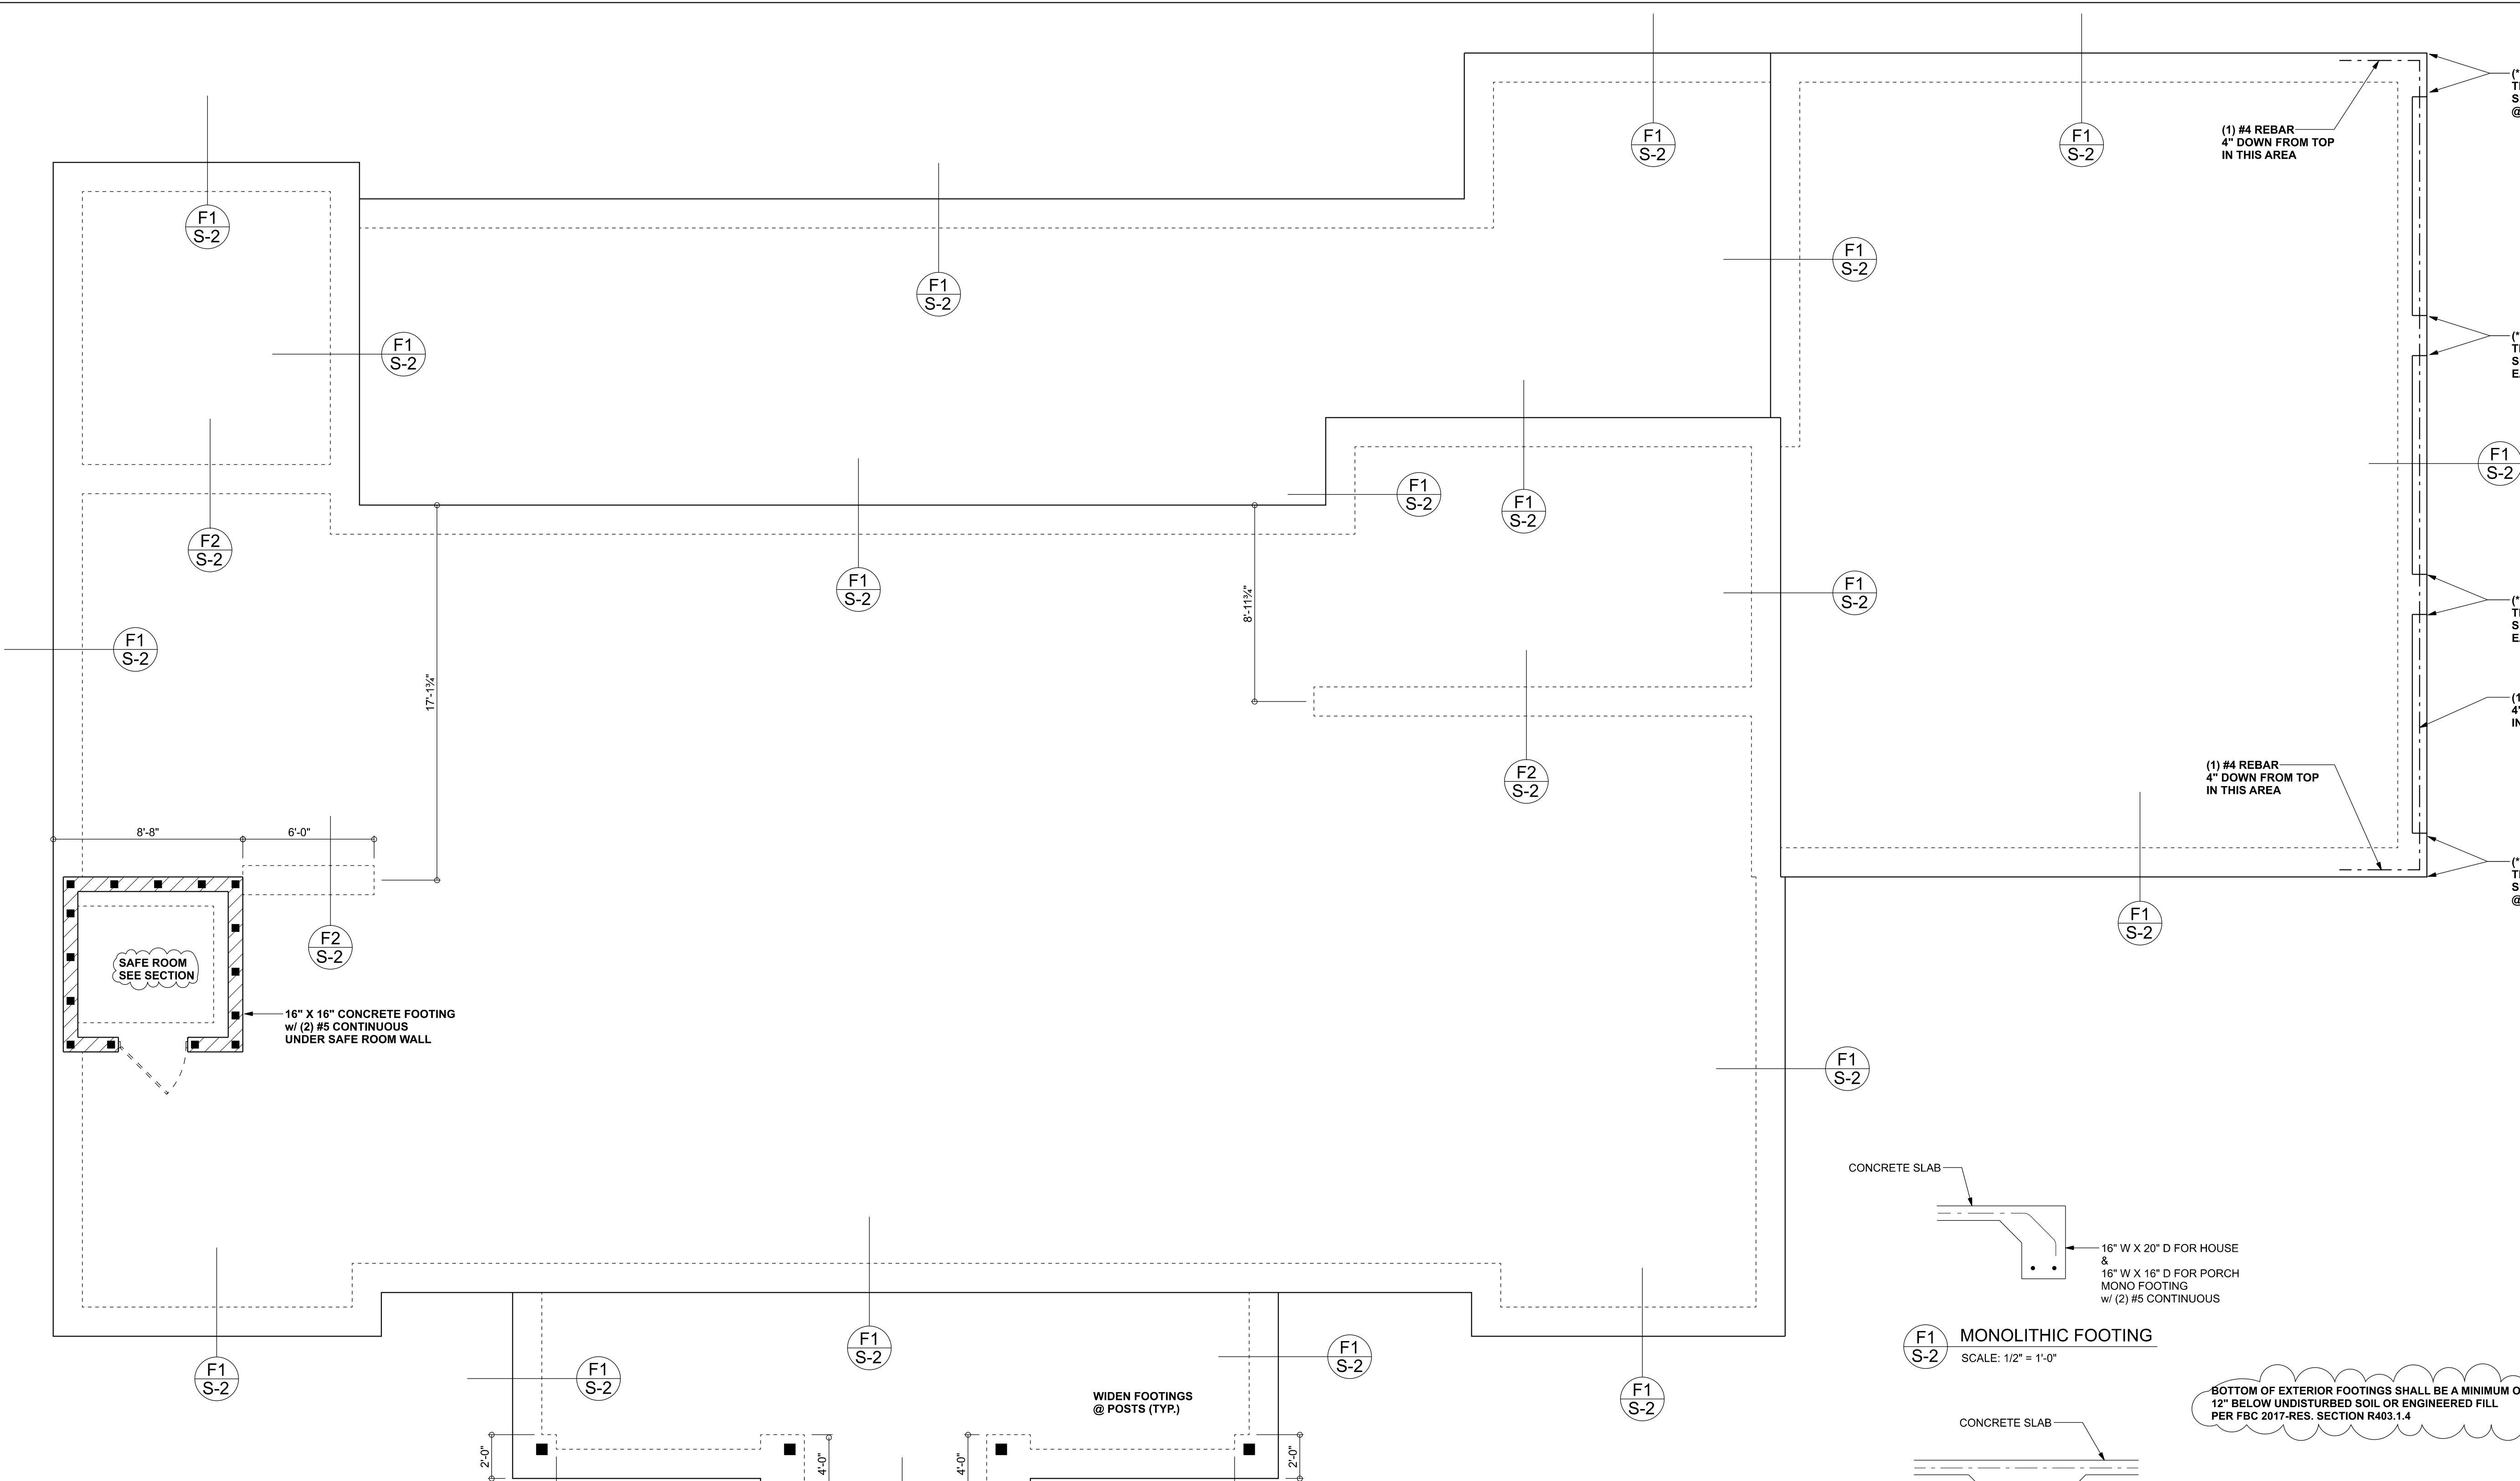 F1
S-2
F1
S-2
(1) #4 REBAR
4" DOWN FROM TOP
IN THIS AREA
(*
S
@
F1
S-2
F1
S-2
F1
S-2
F1
S-2
(*
S
F1
S-2
F1
S-2
F1
S-2
F2
S-2
F1
S-2
F1
S-2
8'-11¾"
F1
S-2
(*
S
F1
S-2
17'-1¾"
(1
4"
IN
F2
S-2
(1) #4 REBAR
4" DOWN FROM TOP
IN THIS AREA
8'-8"
6'-0"
(*
S
@
F1
S-2
F2
S-2
SAFE ROOM
SEE SECTION
16" X 16" CONCRETE FOOTING
w/ (2) #5 CONTINUOUS
UNDER SAFE ROOM WALL
F1
S-2
CONCRETE SLAB
16" W X 20" D FOR HOUSE
&
16" W X 16" D FOR PORCH
MONO FOOTING
w/ (2) #5 CONTINUOUS
F1
S-2
MONOLITHIC FOOTING
SCALE: 1/2" = 1'-0"
F1
S-2
F1
S-2
F1
S-2
F1
S-2
F1
S-2
WIDEN FOOTINGS
@ POSTS (TYP.)
BOTTOM OF EXTERIOR FOOTINGS SHALL BE A MINIMUM O
12" BELOW UNDISTURBED SOIL OR ENGINEERED FILL
PER FBC 2017-RES. SECTION R403.1.4
CONCRETE SLAB
2'-0"
4'-0"
4'-0"
2'-0"